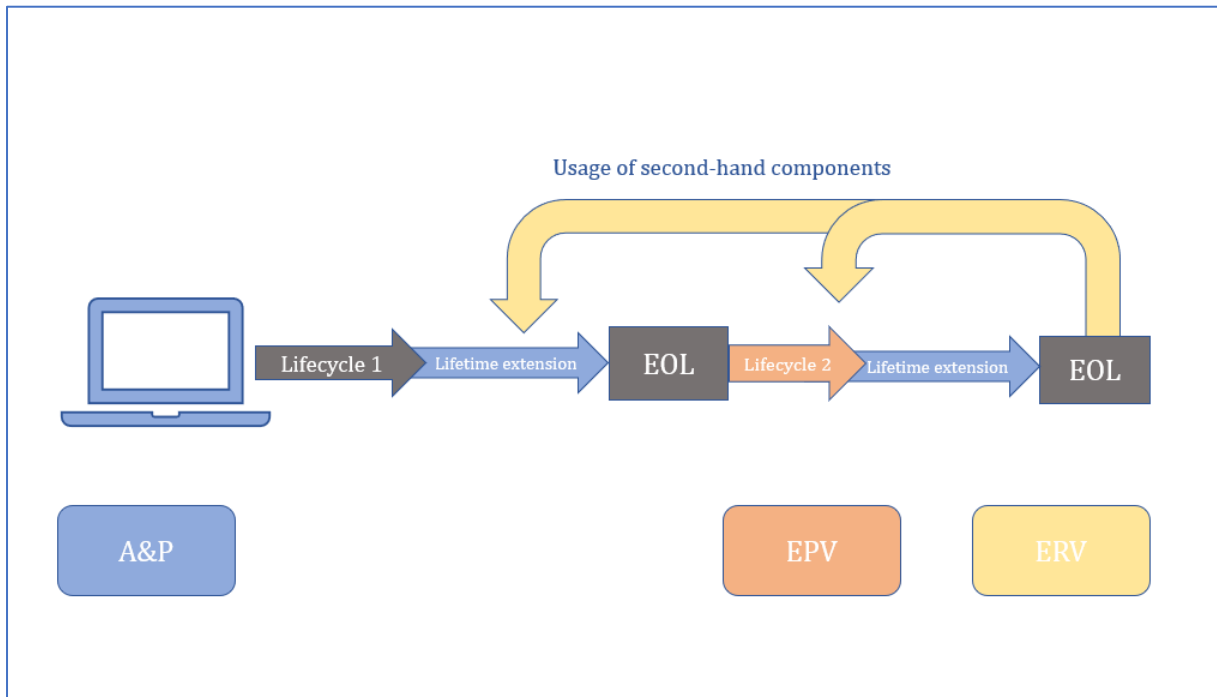 Usage of second-hand components
Lifecycle 1
Lifetime extension
EOL
Lifecycle 2
Lifetime extension
EOL
A&P
EPV
ERV